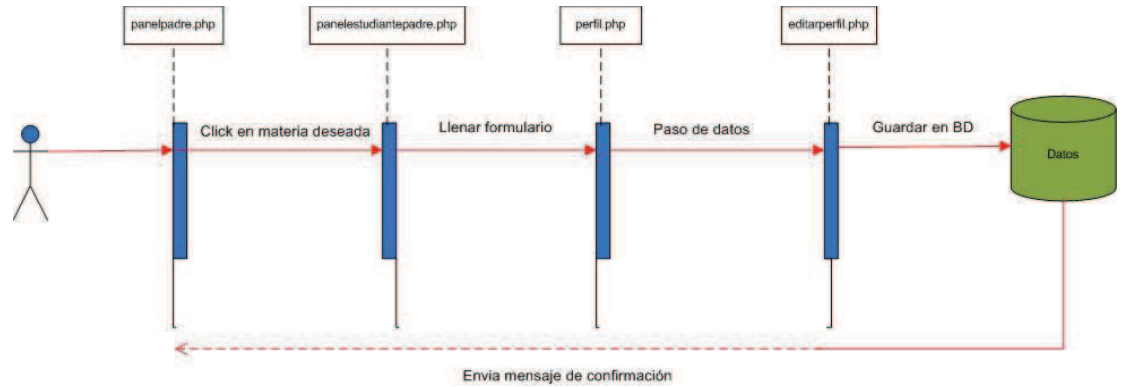 panelpadre.php
panelestudiantepadre.php
perfil.php
editarperfil.php
Click en materia deseada
Llenar formulario
Paso de datos
Guardar en BD
Datos
Envia mensaje de confirmación